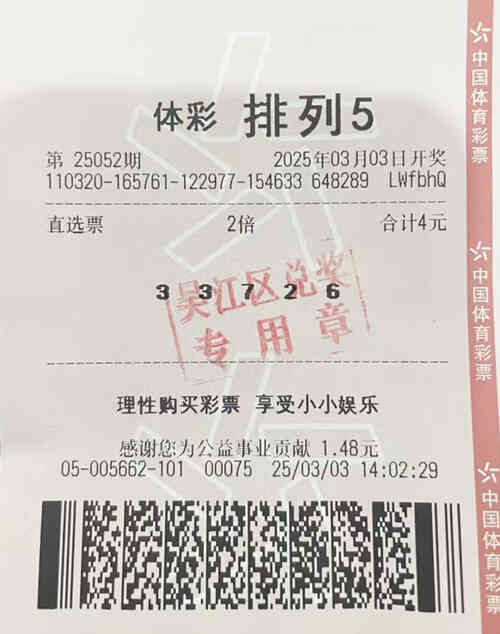 体彩 排列5
第 25052期 2025年03月03日开奖
110320-165761-122977-154633 648289 LWfbhQ
直选票 2倍 合计4元
3 3 7 2 6
吴江区兑奖
专用章
理性购买彩票 享受小小娱乐
感谢您为公益事业贡献 1.48元
05-005662-101 00075 25/03/03 14:02:29
中国体育彩票
中国体育彩票
中国体育彩票